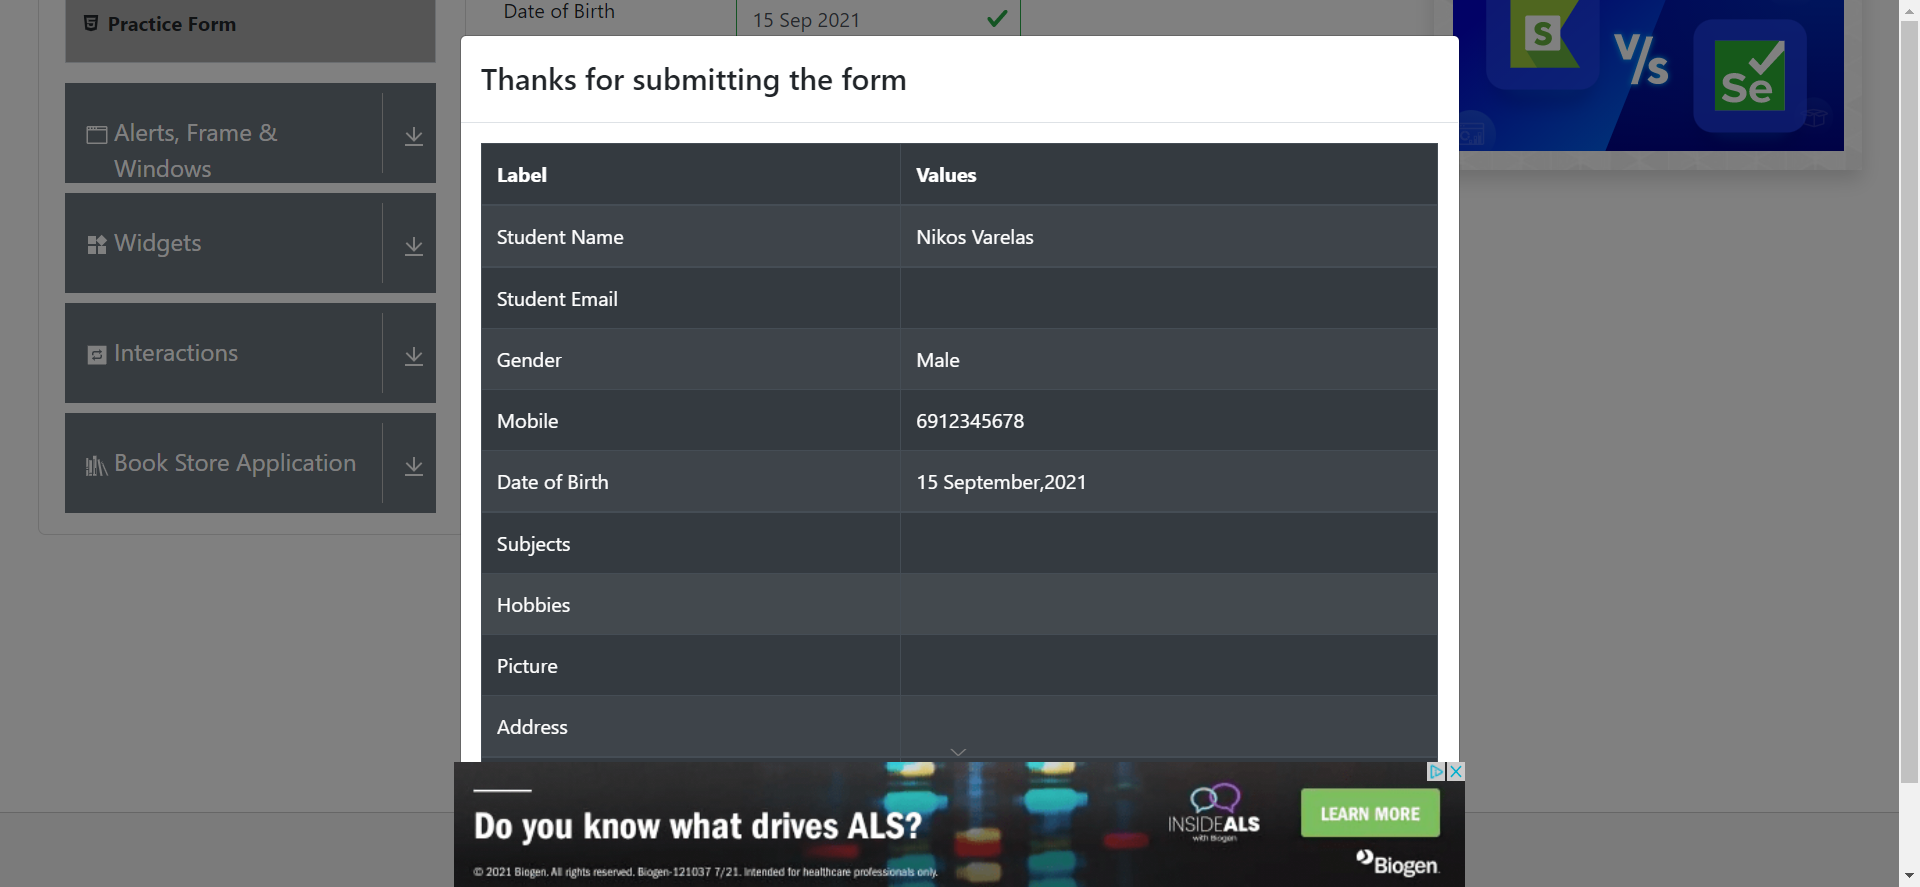 Practice Form
Date of Birth
15 Sep 2021
Alerts, Frame &
Windows
Widgets
Interactions
Book Store Application
Thanks for submitting the form
Label Values
Student Name Nikos Varelas
Student Email
Gender Male
Mobile 6912345678
Date of Birth 15 September,2021
Subjects
Hobbies
Picture
Address
S
V/s
Se
Do you know what drives ALS?
© 2021 Biogen. All rights reserved. Biogen-121037 7/21. Intended for healthcare professionals only.
INSIDEALS
with Biogen
LEARN MORE
Biogen